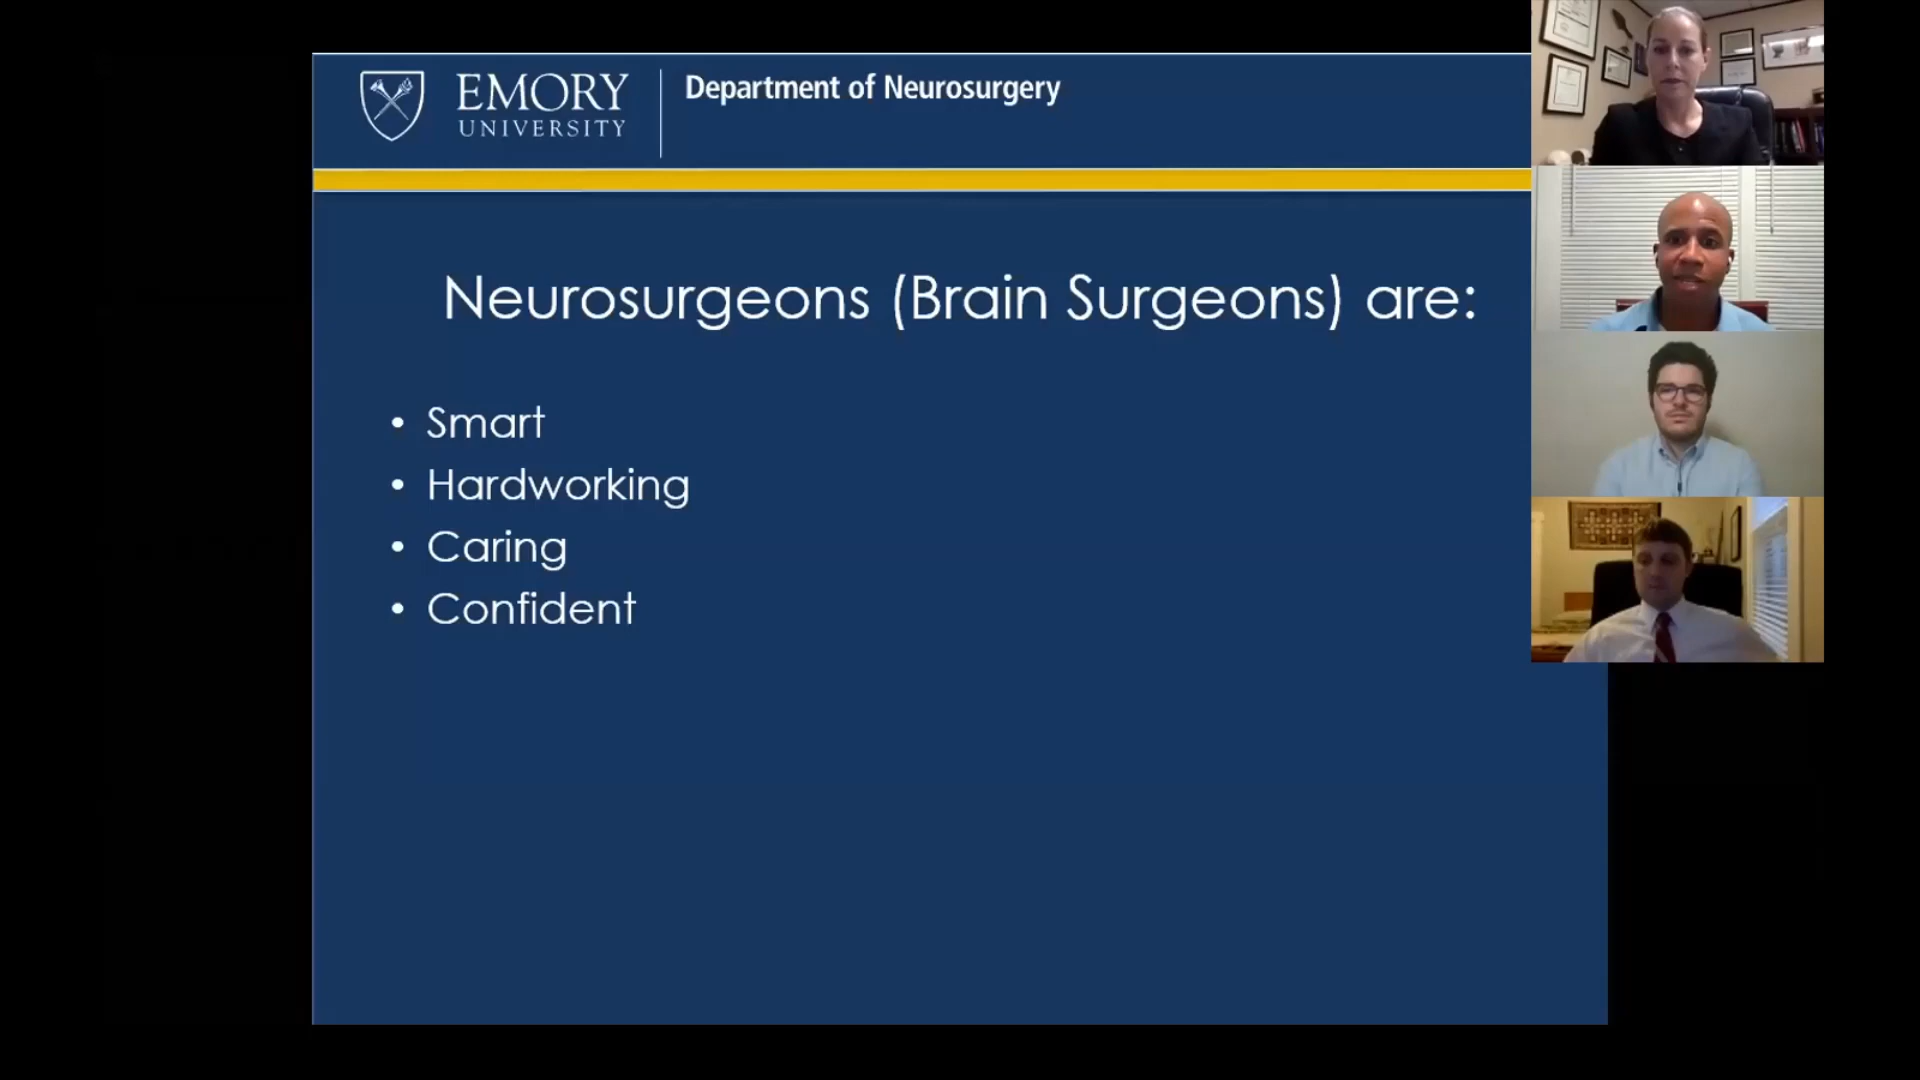 EMORY
UNIVERSITY
Department of Neurosurgery
Neurosurgeons (Brain Surgeons) are:
• Smart
• Hardworking
• Caring
• Confident